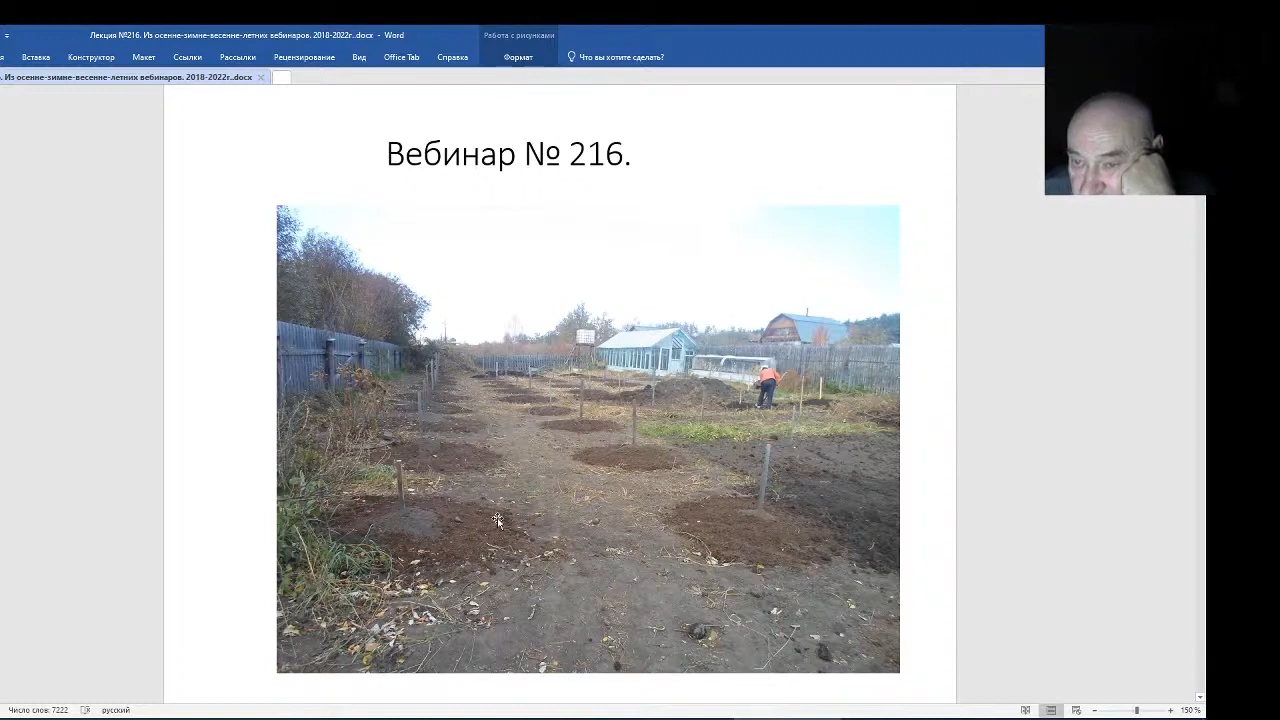 Лекция №216. Из осенне-зимне-весенне-летних вебинаров. 2018-2022г..docx - Word
Работа с рисунками
Вставка Конструктор Макет Ссылки Рассылки Рецензирование Вид Office Tab Справка Формат Что вы хотите сделать?
. Из осенне-зимне-весенне-летних вебинаров. 2018-2022г..docx
Вебинар № 216.
Число слов: 7222 русский 150 %